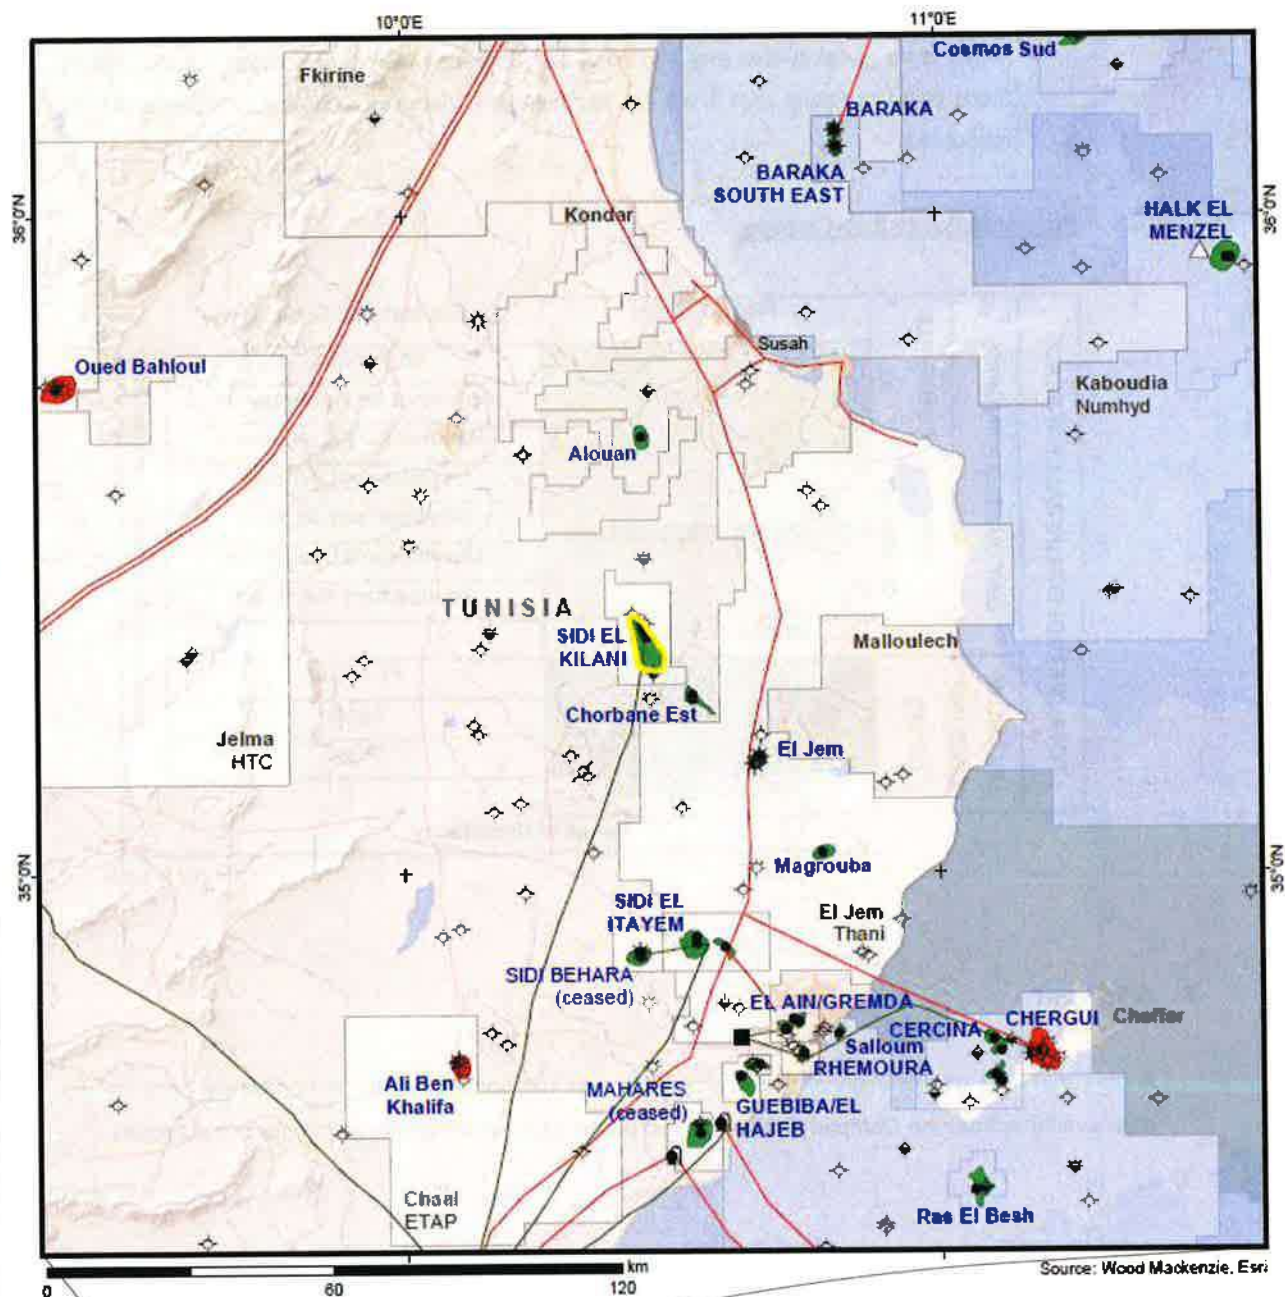 10°0'E
11°0'E
Cosmos Sud
Fkirine
BARAKA
BARAKA
SOUTH EAST
36°0'N
36°0'N
Kondar
HALK EL
MENZEL
Susah
Oued Bahloul
Kaboudia
Numhyd
Alouan
TUNISIA
SIDI EL
KILANI
Malloulech
Chorbane Est
Jelma
HTC
El Jem
35°0'N
35°0'N
Magrouba
SIDI EL
ITAYEM
El Jem
Thani
SIDI BEHARA
(ceased)
EL AIN/GREMDA
CERCINA
CHERGUI
Cheffar
Salloum
RHEMOURA
Ali Ben
Khalifa
MAHARES
(ceased)
GUEBIBA/EL
HAJEB
Chaal
ETAP
Ras El Besh
km
0
60
120
Source: Wood Mackenzie, Esri